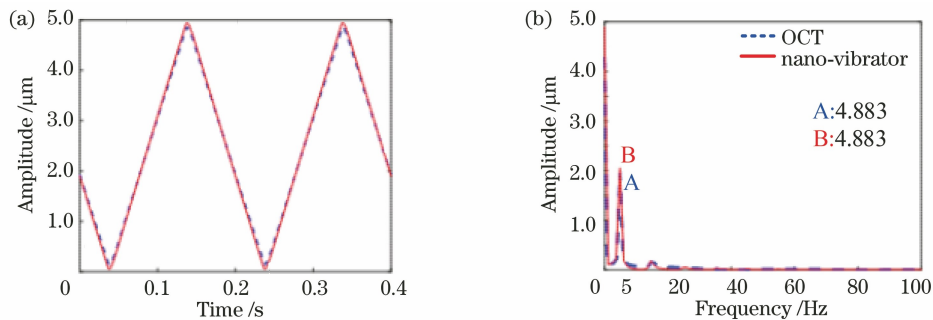 (a)
5.0
4.0
3.0
2.0
1.0
0
0.1
0.2
0.3
0.4
Amplitude /μm
Time /s
(b)
5.0
4.0
3.0
2.0
1.0
0
5
20
40
60
80
100
Amplitude /μm
Frequency /Hz
OCT
nano-vibrator
A:4.883
B:4.883
B
A